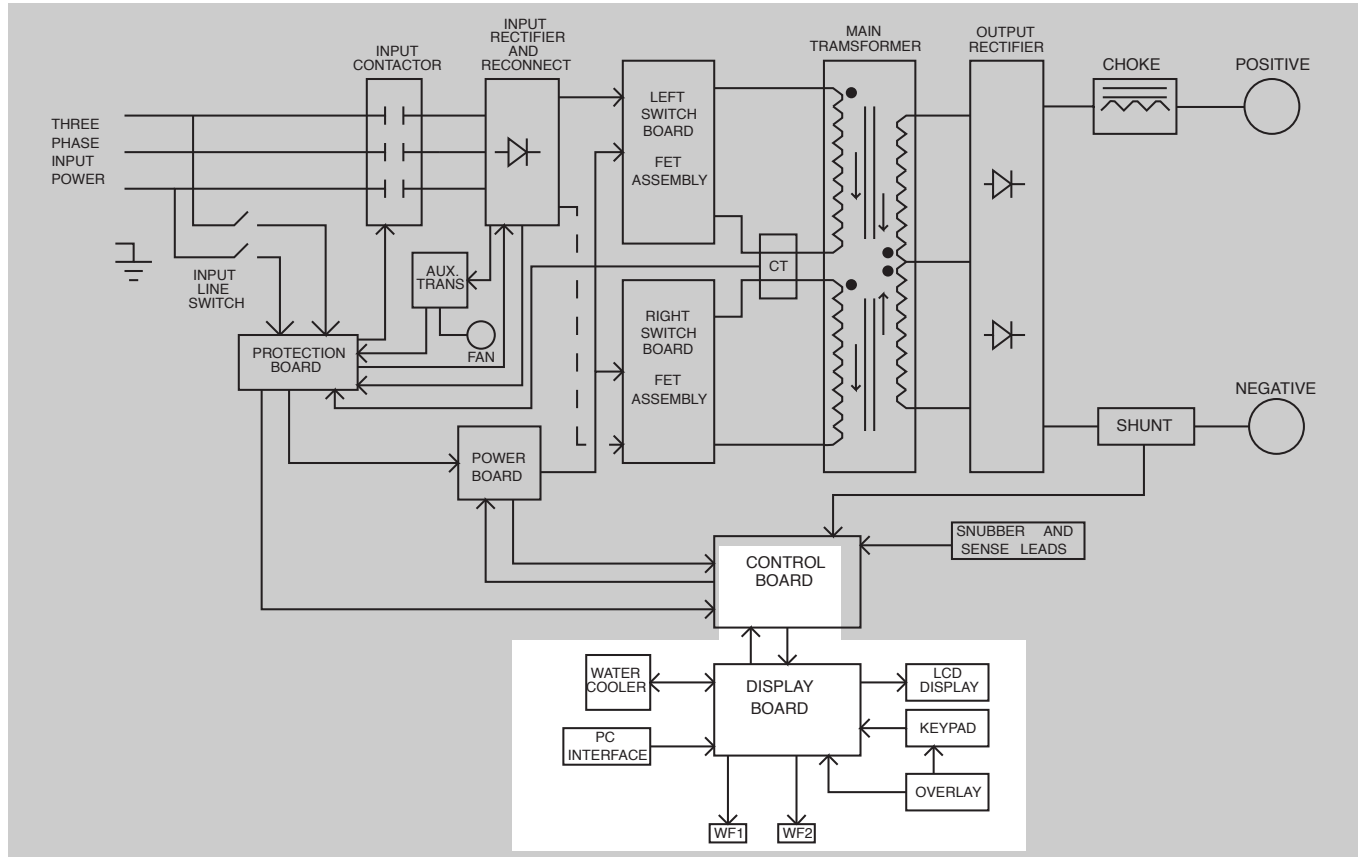 INPUT
CONTACTOR
INPUT
RECTIFIER
AND
RECONNECT
MAIN
TRAMSFORMER
OUTPUT
RECTIFIER
CHOKE
POSITIVE
THREE
PHASE
INPUT
POWER
LEFT
SWITCH
BOARD
FET
ASSEMBLY
INPUT
LINE
SWITCH
AUX.
TRANS
FAN
CT
PROTECTION
BOARD
RIGHT
SWITCH
BOARD
FET
ASSEMBLY
NEGATIVE
SHUNT
POWER
BOARD
SNUBBER AND
SENSE LEADS
CONTROL
BOARD
WATER
COOLER
DISPLAY
BOARD
LCD
DISPLAY
PC
INTERFACE
KEYPAD
OVERLAY
WF1
WF2